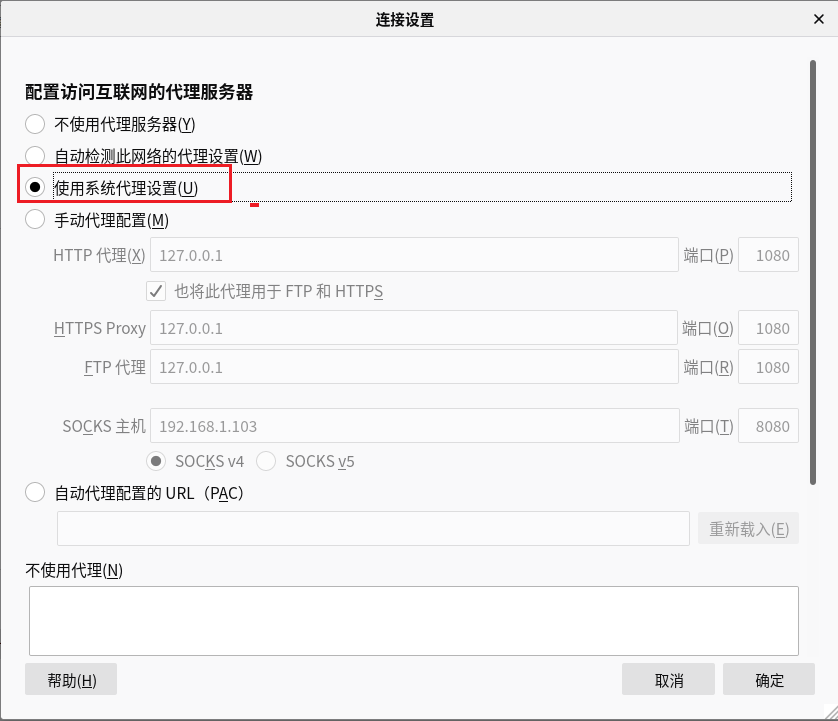 连接设置
配置访问互联网的代理服务器
不使用代理服务器(Y)
自动检测此网络的代理设置(W)
使用系统代理设置(U)
手动代理配置(M)
HTTP 代理(X) 127.0.0.1 端口(P) 1080
也将此代理用于 FTP 和 HTTPS
HTTPS Proxy 127.0.0.1 端口(O) 1080
FTP 代理 127.0.0.1 端口(R) 1080
SOCKS 主机 192.168.1.103 端口(T) 8080
SOCKS v4 SOCKS v5
自动代理配置的 URL（PAC）
重新载入(E)
不使用代理(N)
帮助(H) 取消 确定